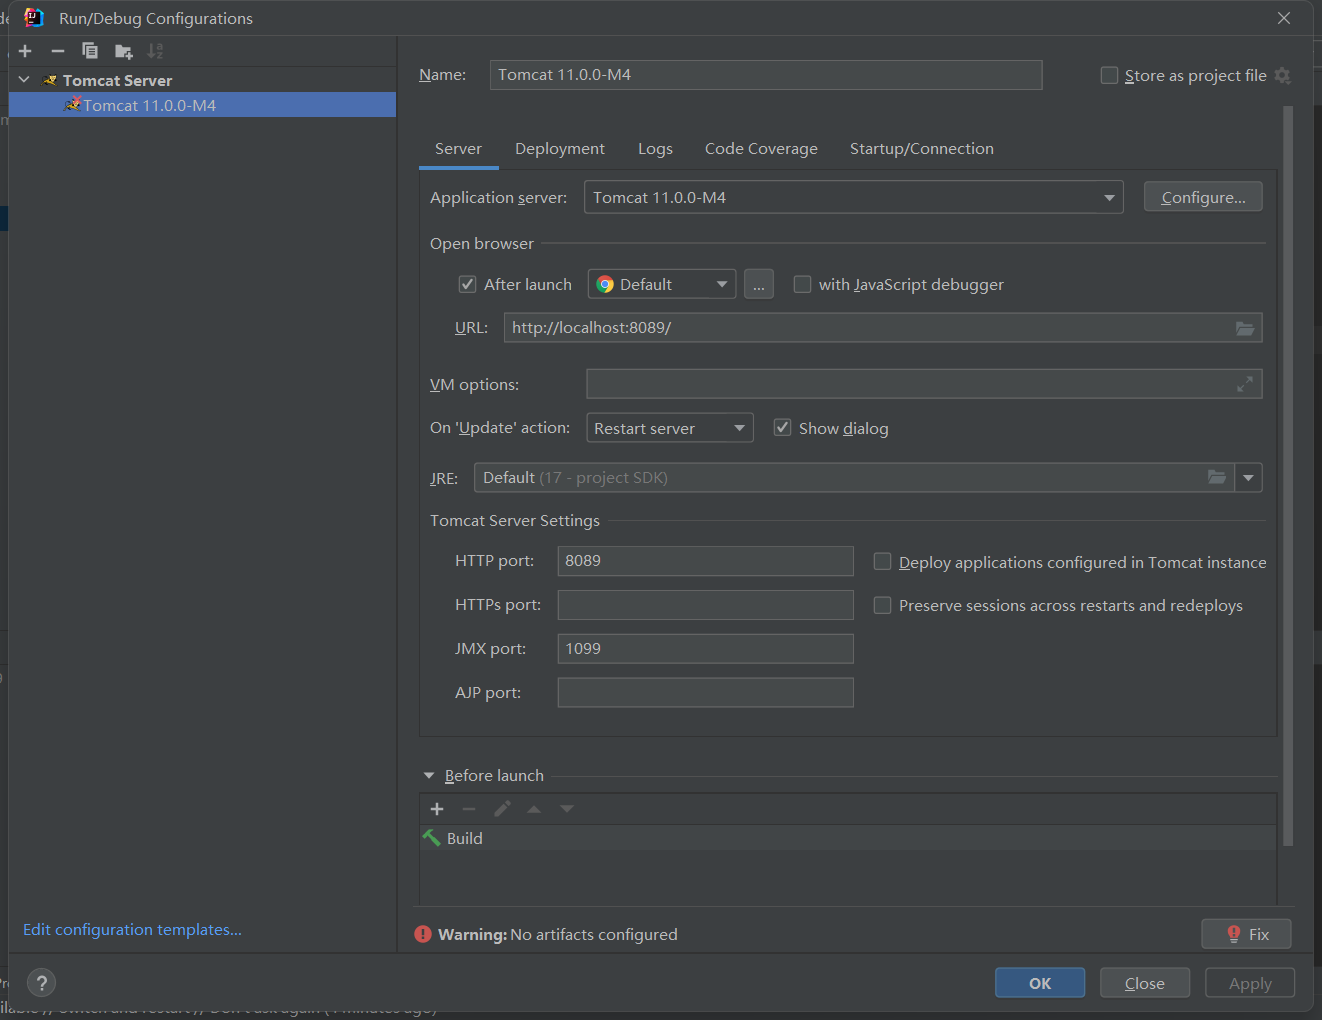 Run/Debug Configurations
Tomcat Server
Tomcat 11.0.0-M4
Name: Tomcat 11.0.0-M4 Store as project file
Server Deployment Logs Code Coverage Startup/Connection
Application server: Tomcat 11.0.0-M4 Configure...
Open browser
After launch Default ... with JavaScript debugger
URL: http://localhost:8089/
VM options:
On 'Update' action: Restart server Show dialog
JRE: Default (17 - project SDK)
Tomcat Server Settings
HTTP port: 8089 Deploy applications configured in Tomcat instance
HTTPs port: Preserve sessions across restarts and redeploys
JMX port: 1099
AJP port:
Before launch
Build
Edit configuration templates...
Warning: No artifacts configured Fix
? OK Close Apply